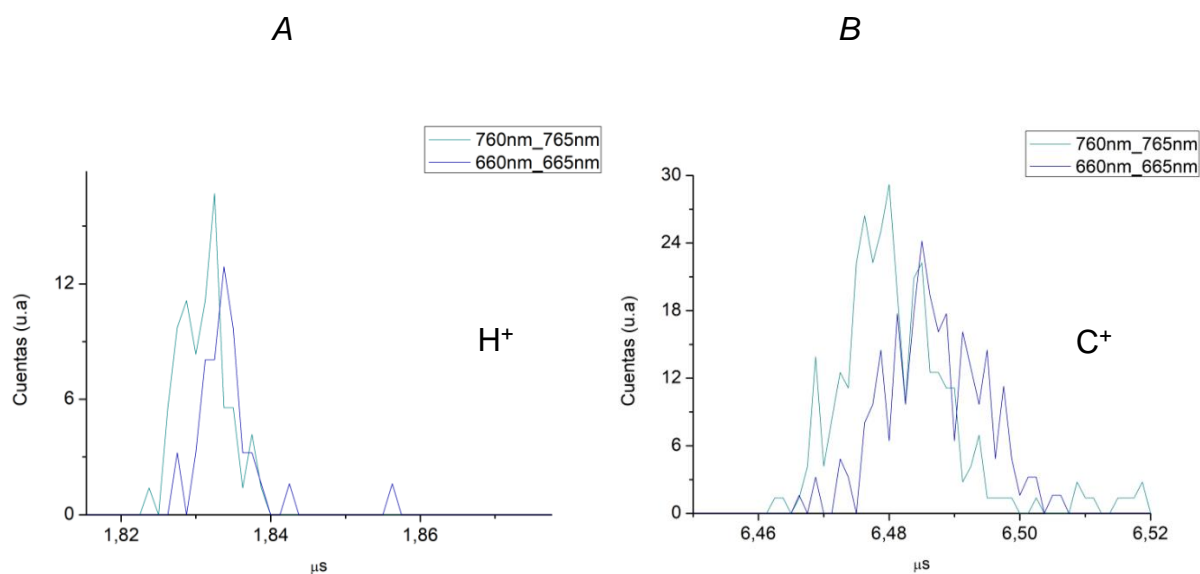 A
760nm_765nm
660nm_665nm
12
6
0
Cuentas (u.a)
H⁺
1,82
1,84
1,86
μs
B
760nm_765nm
660nm_665nm
30
24
18
12
6
0
Cuentas (u.a)
C⁺
6,46
6,48
6,50
6,52
μs